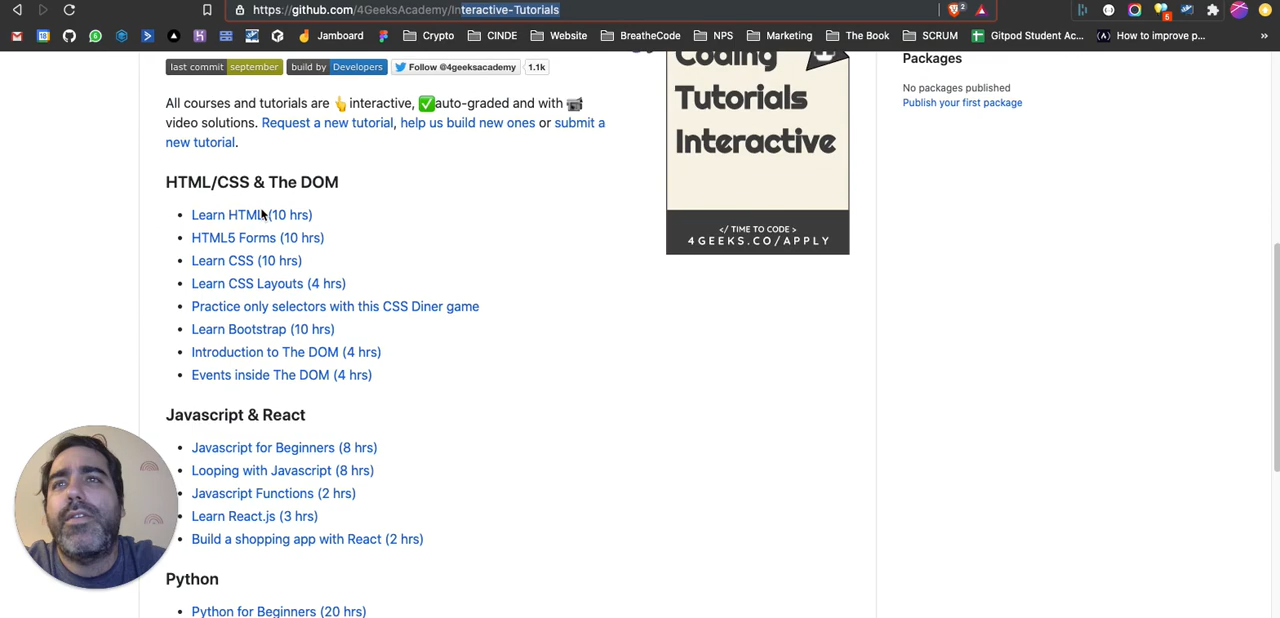 https://github.com/4GeeksAcademy/Interactive-Tutorials
2
5
Jamboard
Crypto
CINDE
Website
BreatheCode
NPS
Marketing
The Book
SCRUM
Gitpod Student Ac...
How to improve p...
»
last commit september
build by Developers
Follow @4geeksacademy
1.1k
All courses and tutorials are 👆interactive, ✅auto-graded and with 📹
video solutions. Request a new tutorial, help us build new ones or submit a
new tutorial.
HTML/CSS & The DOM
• Learn HTML (10 hrs)
• HTML5 Forms (10 hrs)
• Learn CSS (10 hrs)
• Learn CSS Layouts (4 hrs)
• Practice only selectors with this CSS Diner game
• Learn Bootstrap (10 hrs)
• Introduction to The DOM (4 hrs)
• Events inside The DOM (4 hrs)
Javascript & React
• Javascript for Beginners (8 hrs)
• Looping with Javascript (8 hrs)
• Javascript Functions (2 hrs)
• Learn React.js (3 hrs)
• Build a shopping app with React (2 hrs)
Python
• Python for Beginners (20 hrs)
Coding
Tutorials
Interactive
</ TIME TO CODE >
4GEEKS.CO/APPLY
Packages
No packages published
Publish your first package